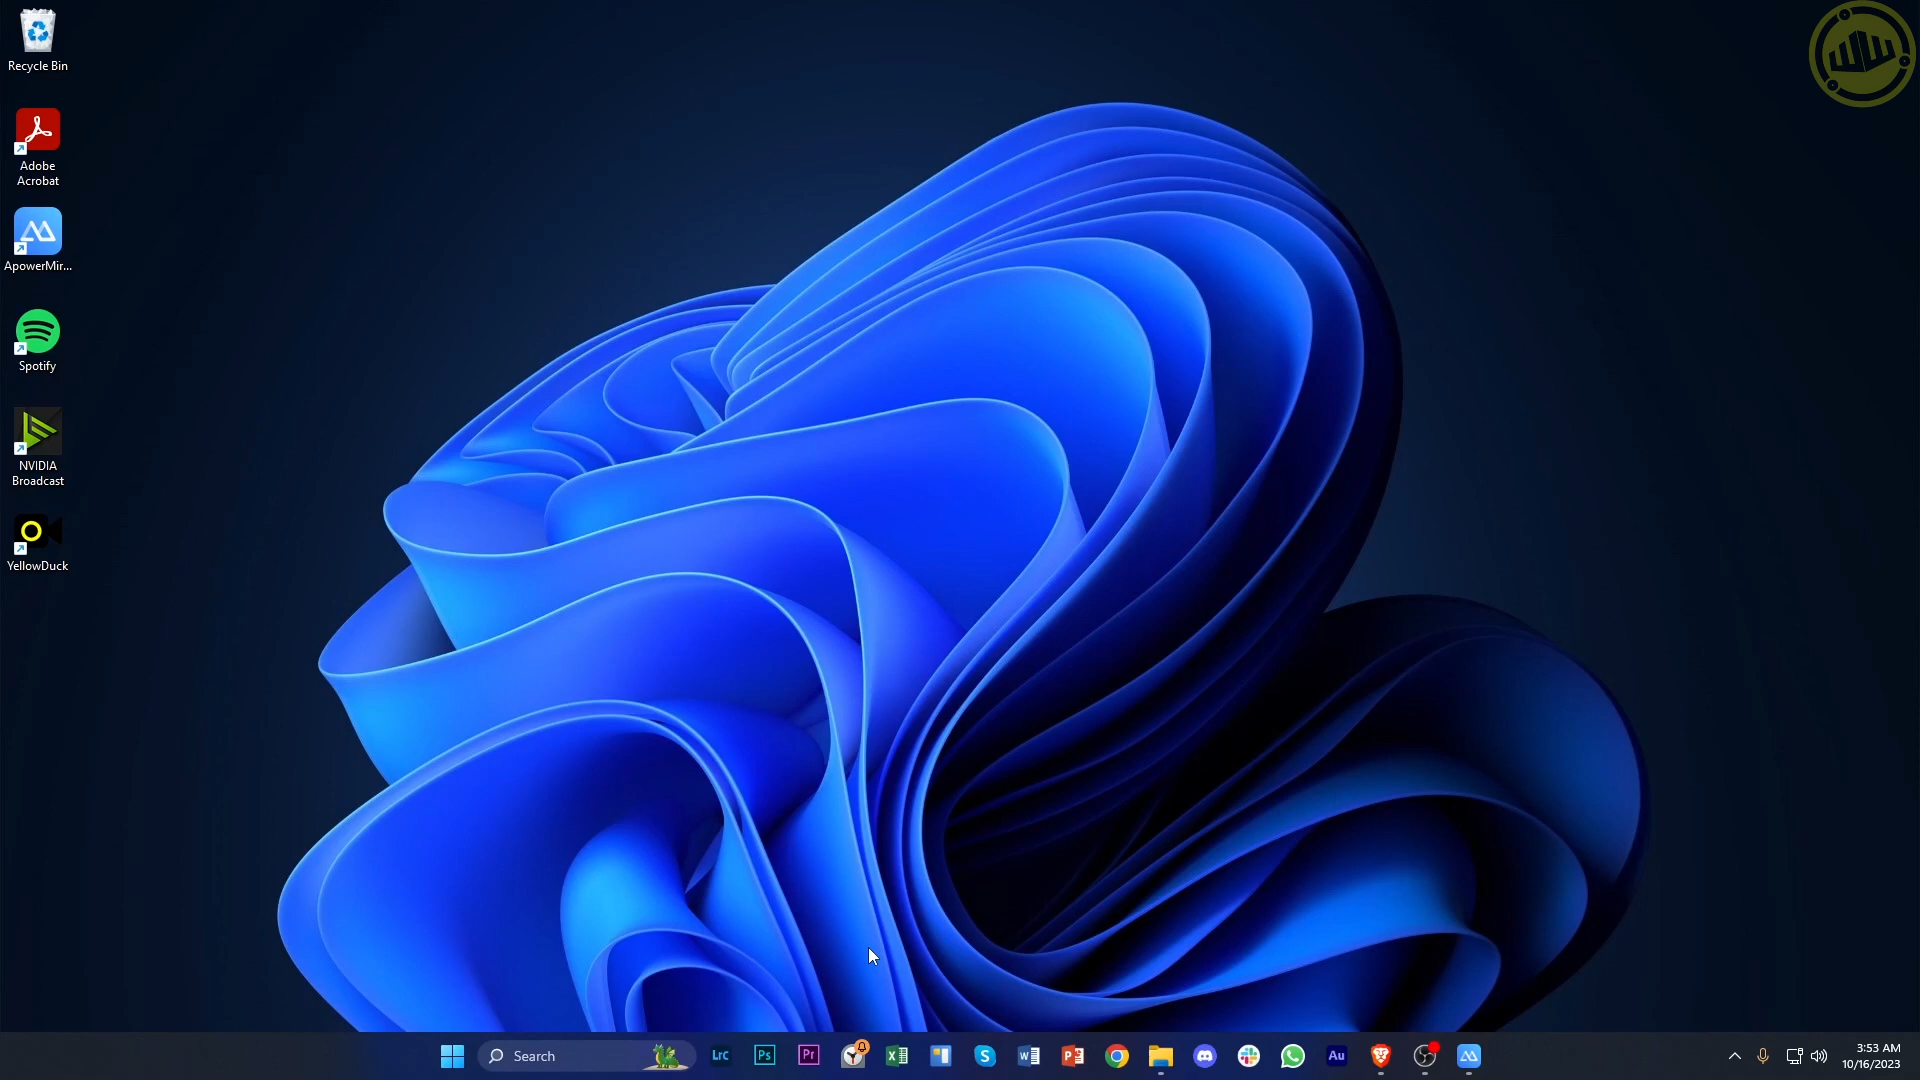 Recycle Bin
Adobe
Acrobat
ApowerMir...
Spotify
NVIDIA
Broadcast
YellowDuck
Search
LrC
Ps
Pr
Au
3:53 AM
10/16/2023